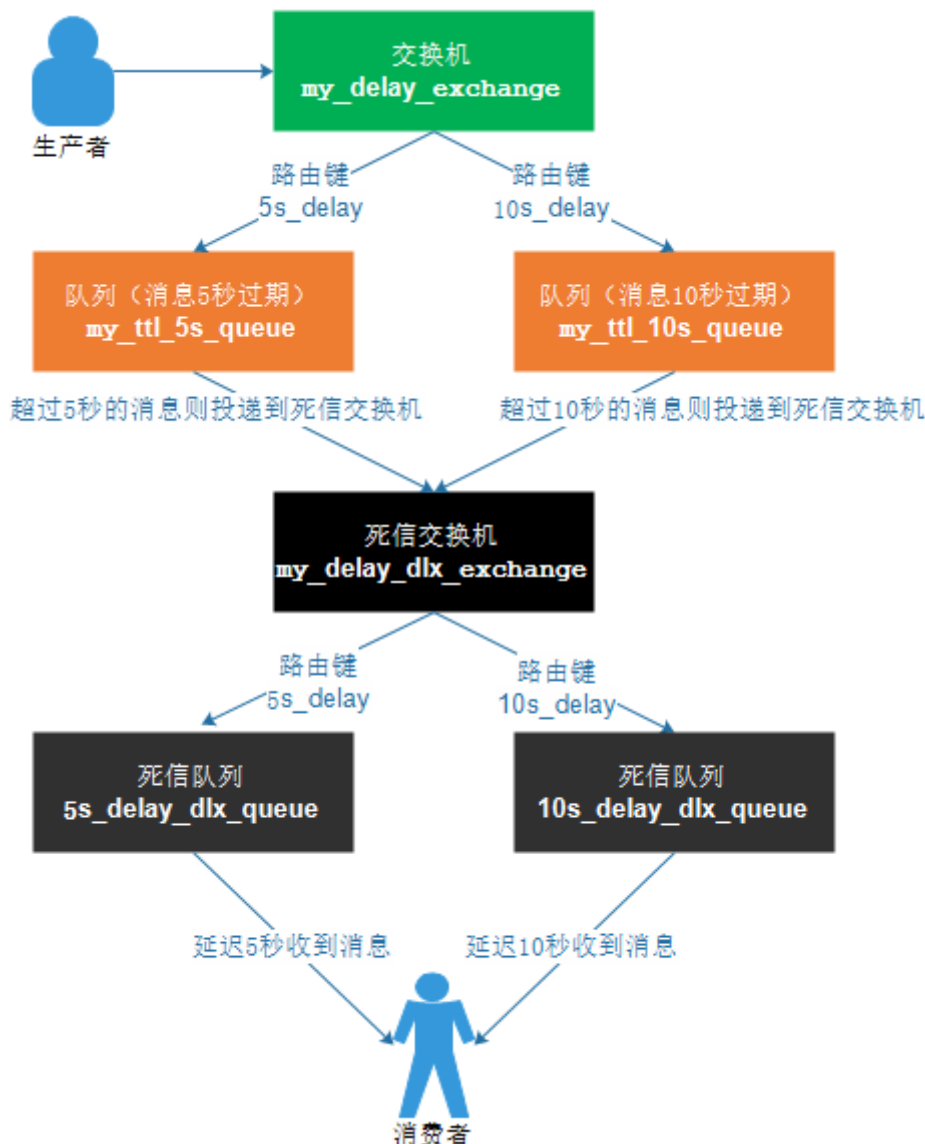 交换机
my_delay_exchange
生产者
路由键
5s_delay
路由键
10s_delay
队列（消息5秒过期）
my_ttl_5s_queue
队列（消息10秒过期）
my_ttl_10s_queue
超过5秒的消息则投递到死信交换机
超过10秒的消息则投递到死信交换机
死信交换机
my_delay_dlx_exchange
路由键
5s_delay
路由键
10s_delay
死信队列
5s_delay_dlx_queue
死信队列
10s_delay_dlx_queue
延迟5秒收到消息
延迟10秒收到消息
消费者